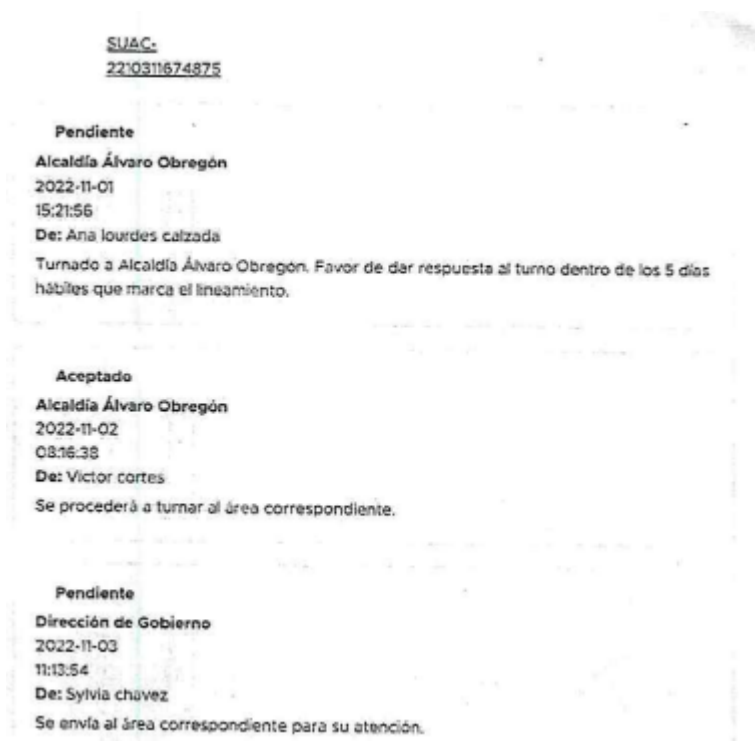 SUAC-
2210311674875
Pendiente
Alcaldía Álvaro Obregón
2022-11-01
15:21:56
De: Ana lourdes calzada
Turnado a Alcaldía Álvaro Obregón. Favor de dar respuesta al turno dentro de los 5 días
hábiles que marca el lineamiento.
Aceptado
Alcaldía Álvaro Obregón
2022-11-02
08:16:38
De: Victor cortes
Se procederá a turnar al área correspondiente.
Pendiente
Dirección de Gobierno
2022-11-03
11:13:54
De: Sylvia chavez
Se envía al área correspondiente para su atención.